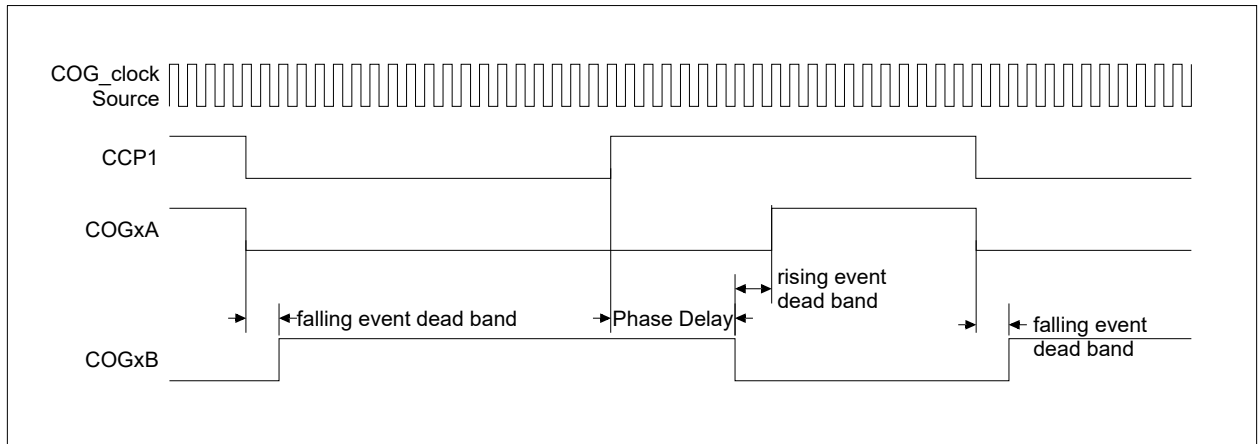 COG_clock
Source
CCP1
COGxA
rising event
dead band
falling event dead band
Phase Delay
falling event
dead band
COGxB